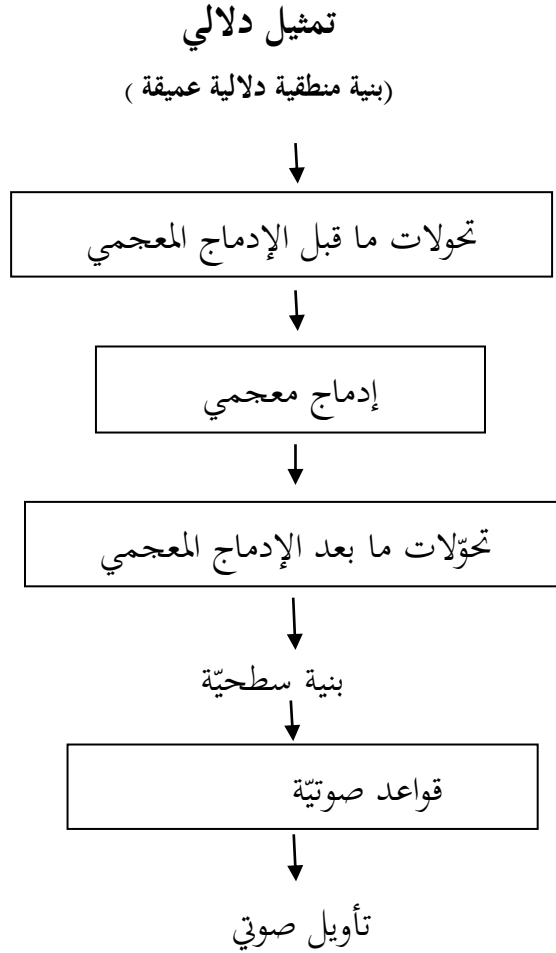 تمثيل دلالي
(بنية منطقية دلالية عميقة )
تحولات ما قبل الإدماج المعجمي
إدماج معجمي
تحوّلات ما بعد الإدماج المعجمي
بنية سطحيّة
قواعد صوتيّة
تأويل صوتي